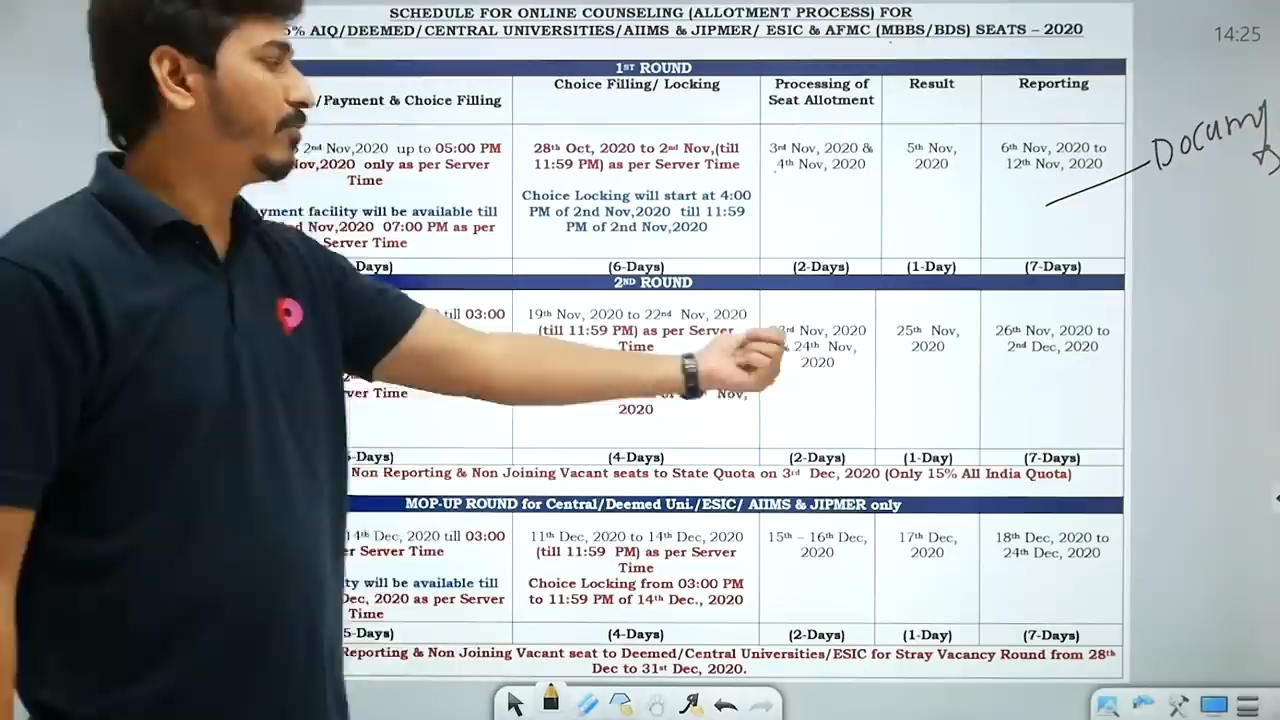 SCHEDULE FOR ONLINE COUNSELING (ALLOTMENT PROCESS) FOR
% AIQ/DEEMED/CENTRAL UNIVERSITIES/AIIMS & JIPMER/ ESIC & AFMC (MBBS/BDS) SEATS – 2020
14:25
1ST ROUND
/Payment & Choice Filling
Choice Filling/ Locking
Processing of
Seat Allotment
Result
Reporting
2nd Nov,2020 up to 05:00 PM
Nov,2020 only as per Server
Time
yment facility will be available till
Nov,2020 07:00 PM as per
Server Time
28th Oct, 2020 to 2nd Nov,(till
11:59 PM) as per Server Time
Choice Locking will start at 4:00
PM of 2nd Nov,2020 till 11:59
PM of 2nd Nov,2020
3rd Nov, 2020 &
4th Nov, 2020
5th Nov,
2020
6th Nov, 2020 to
12th Nov, 2020
Days)
(6-Days)
(2-Days)
(1-Day)
(7-Days)
2ND ROUND
till 03:00
ver Time
19th Nov, 2020 to 22nd Nov, 2020
(till 11:59 PM) as per Server
Time
Nov,
2020
rd Nov, 2020
& 24th Nov,
2020
25th Nov,
2020
26th Nov, 2020 to
2nd Dec, 2020
-Days)
(4-Days)
(2-Days)
(1-Day)
(7-Days)
Non Reporting & Non Joining Vacant seats to State Quota on 3rd Dec, 2020 (Only 15% All India Quota)
MOP-UP ROUND for Central/Deemed Uni./ESIC/ AIIMS & JIPMER only
14th Dec, 2020 till 03:00
er Server Time
ty will be available till
Dec, 2020 as per Server
Time
11th Dec, 2020 to 14th Dec, 2020
(till 11:59 PM) as per Server
Time
Choice Locking from 03:00 PM
to 11:59 PM of 14th Dec., 2020
15th – 16th Dec,
2020
17th Dec,
2020
18th Dec, 2020 to
24th Dec, 2020
5-Days)
(4-Days)
(2-Days)
(1-Day)
(7-Days)
Reporting & Non Joining Vacant seat to Deemed/Central Universities/ESIC for Stray Vacancy Round from 28th
Dec to 31st Dec, 2020.